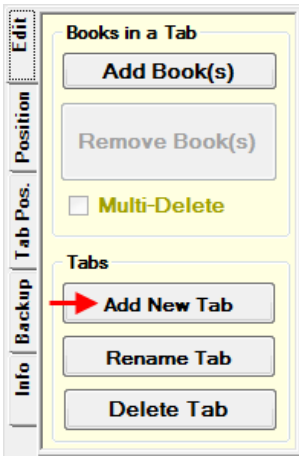 Edit
Position
Tab Pos.
Backup
Info
Books in a Tab
Add Book(s)
Remove Book(s)
Multi-Delete
Tabs
Add New Tab
Rename Tab
Delete Tab